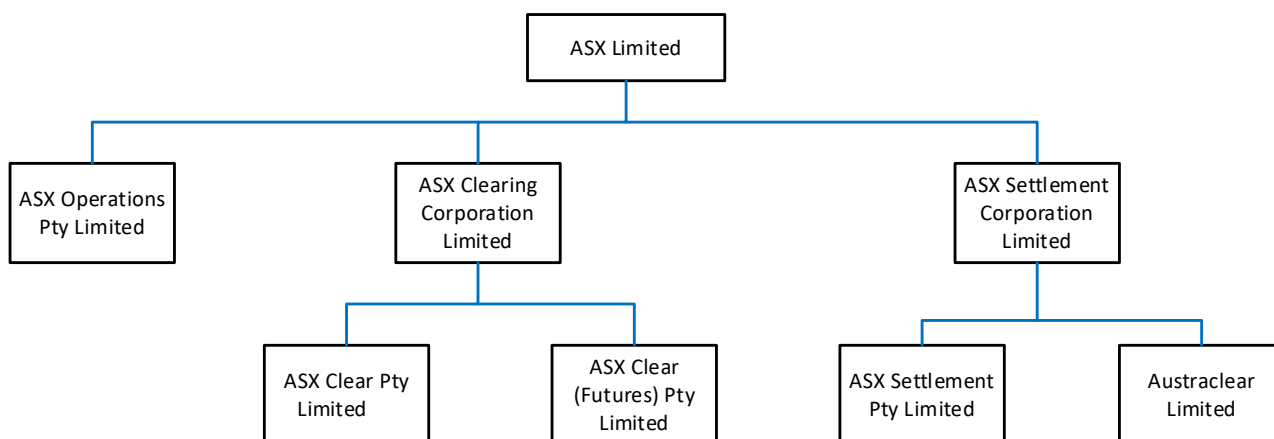 ASX Limited
ASX Operations
Pty Limited
ASX Clearing
Corporation
Limited
ASX Settlement
Corporation
Limited
ASX Clear Pty
Limited
ASX Clear
(Futures) Pty
Limited
ASX Settlement
Pty Limited
Austraclear
Limited